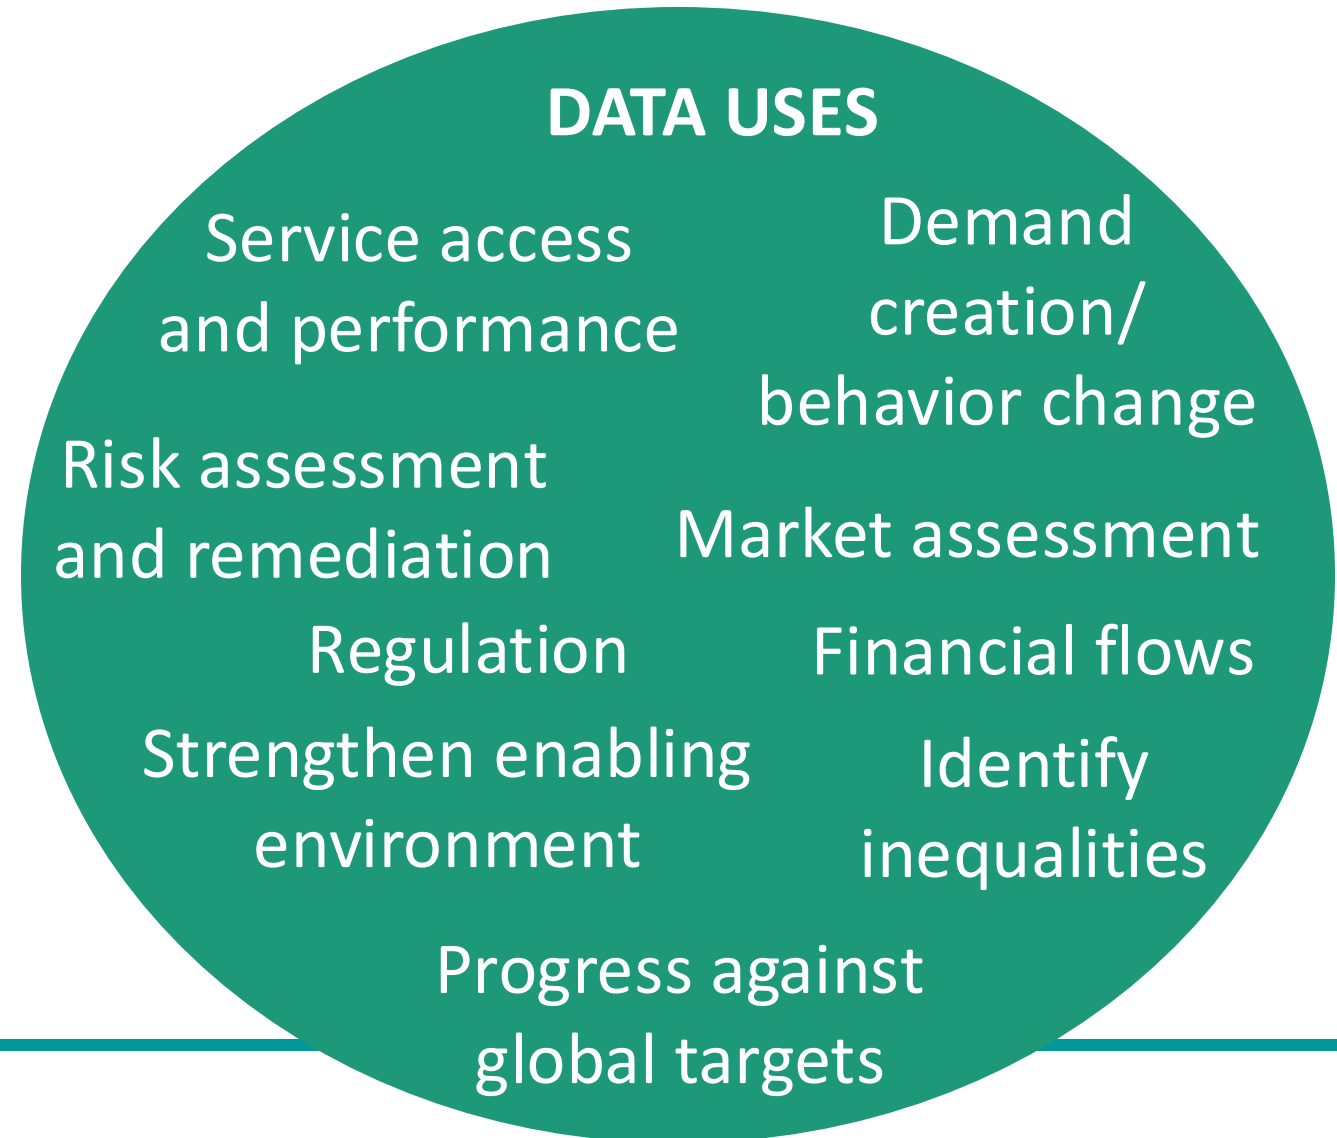 DATA USES
Service access
and performance
Demand
creation/
behavior change
Risk assessment
and remediation
Market assessment
Regulation
Financial flows
Strengthen enabling
environment
Identify
inequalities
Progress against
global targets